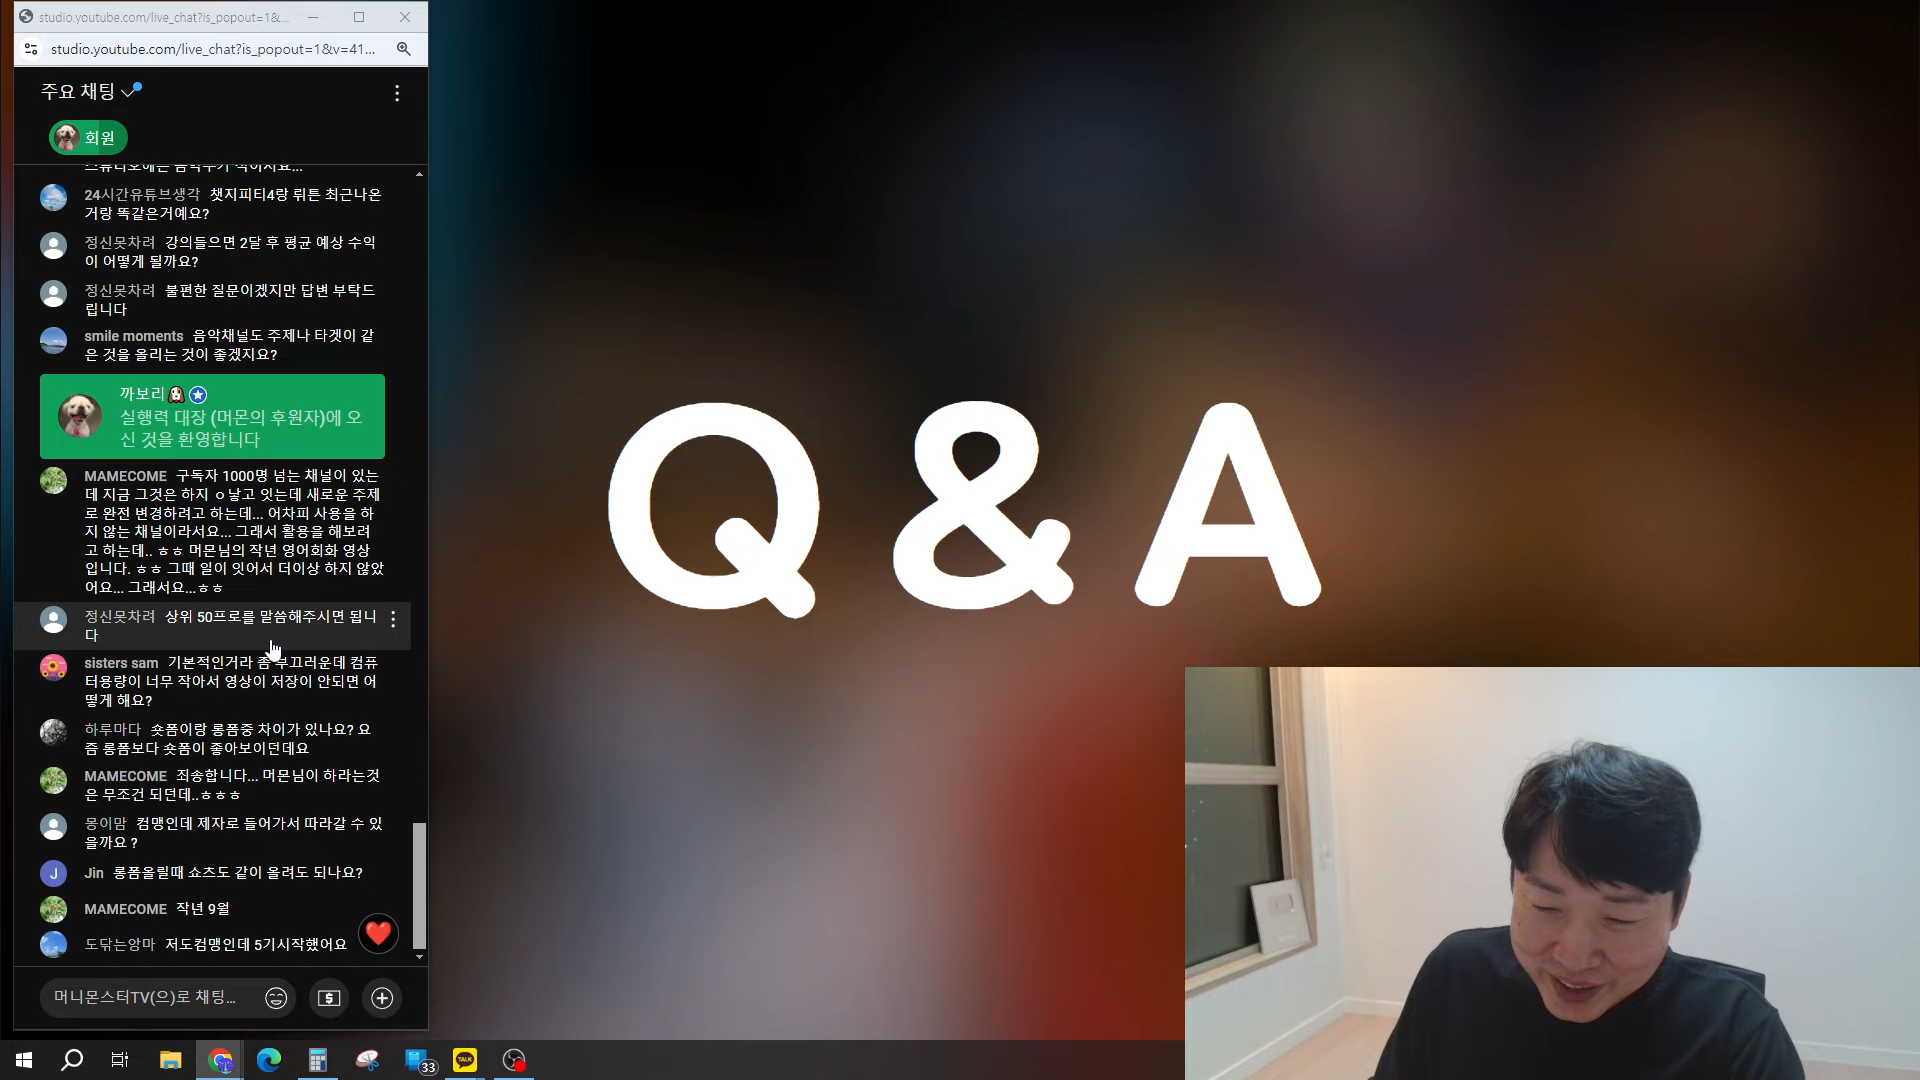 studio.youtube.com/live_chat?is_popout=1&...
studio.youtube.com/live_chat?is_popout=1&v=41...
주요 채팅
회원
24시간유튜브생각 챗지피티4랑 뤼튼 최근나온
거랑 똑같은거예요?
정신못차려 강의들으면 2달 후 평균 예상 수익
이 어떻게 될까요?
정신못차려 불편한 질문이겠지만 답변 부탁드
립니다
smile moments 음악채널도 주제나 타겟이 같
은 것을 올리는 것이 좋겠지요?
까보리
실행력 대장 (머몬의 후원자)에 오
신 것을 환영합니다
MAMECOME 구독자 1000명 넘는 채널이 있는
데 지금 그것은 하지 ㅇ낳고 잇는데 새로운 주제
로 완전 변경하려고 하는데... 어차피 사용을 하
지 않는 채널이라서요... 그래서 활용을 해보려
고 하는데.. ㅎㅎ 머몬님의 작년 영어회화 영상
입니다. ㅎㅎ 그때 일이 잇어서 더이상 하지 않았
어요... 그래서요...ㅎㅎ
정신못차려 상위 50프로를 말씀해주시면 됩니
다
sisters sam 기본적인거라 좀 부끄러운데 컴퓨
터용량이 너무 작아서 영상이 저장이 안되면 어
떻게 해요?
하루마다 숏폼이랑 롱폼중 차이가 있나요? 요
즘 롱폼보다 숏폼이 좋아보이던데요
MAMECOME 죄송합니다... 머몬님이 하라는것
은 무조건 되던데..ㅎㅎㅎ
몽이맘 컴맹인데 제자로 들어가서 따라갈 수 있
을까요 ?
J
Jin 롱폼올릴때 쇼츠도 같이 올려도 되나요?
MAMECOME 작년 9월
도닦는앙마 저도컴맹인데 5기시작했어요
머니몬스터TV(으)로 채팅...
Q & A
33
TALK